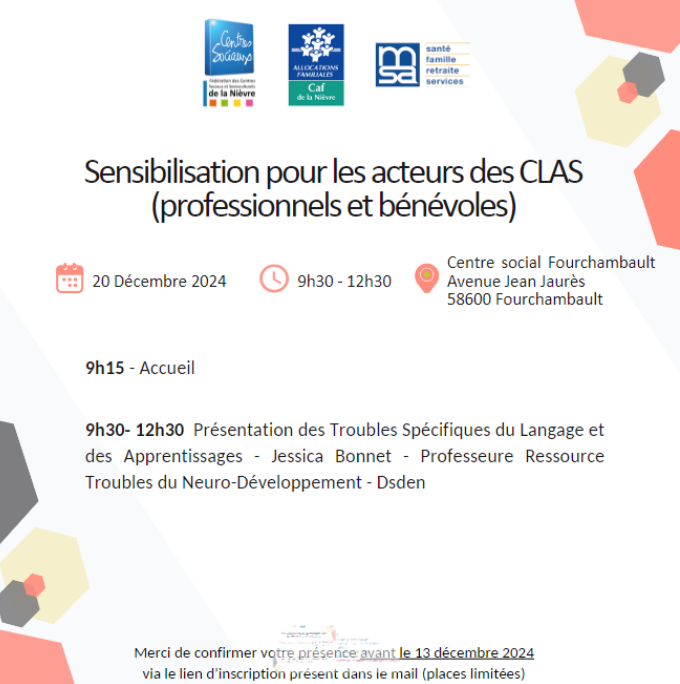 Centres
Sociaux
Fédération des Centres
Sociaux et Socioculturels
de la Nièvre
ALLOCATIONS
FAMILIALES
Caf
de la Nièvre
msa
santé
famille
retraite
services
Sensibilisation pour les acteurs des CLAS
(professionnels et bénévoles)
20 Décembre 2024
9h30 - 12h30
Centre social Fourchambault
Avenue Jean Jaurès
58600 Fourchambault
9h15 - Accueil
9h30- 12h30 Présentation des Troubles Spécifiques du Langage et
des Apprentissages - Jessica Bonnet - Professeure Ressource
Troubles du Neuro-Développement - Dsden
Merci de confirmer votre présence avant le 13 décembre 2024
via le lien d'inscription présent dans le mail (places limitées)